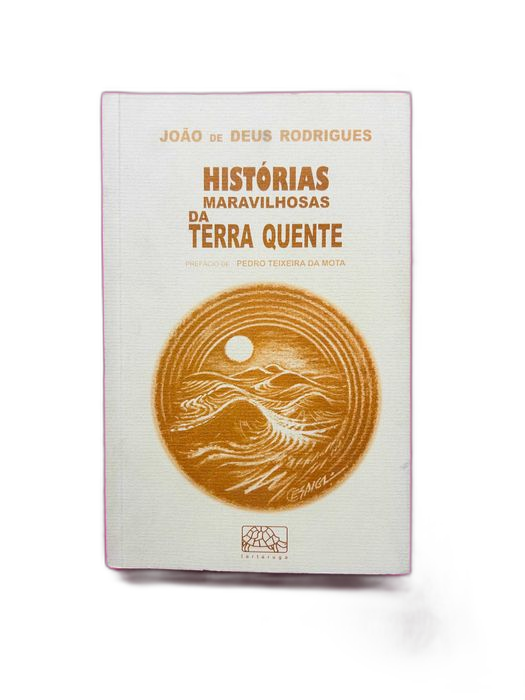 JOÃO DE DEUS RODRIGUES
HISTÓRIAS
MARAVILHOSAS
DA
TERRA QUENTE
PREFÁCIO DE PEDRO TEIXEIRA DA MOTA
tartaruga